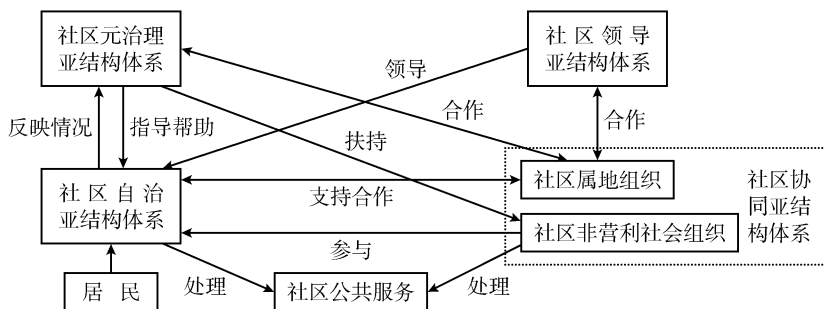 社区元治理
亚结构体系
社区领导
亚结构体系
领导
合作
合作
反映情况
指导帮助
扶持
社区自治
亚结构体系
支持合作
社区属地组织
社区协
同亚结
构体系
社区非营利社会组织
参与
居民
处理
社区公共服务
处理